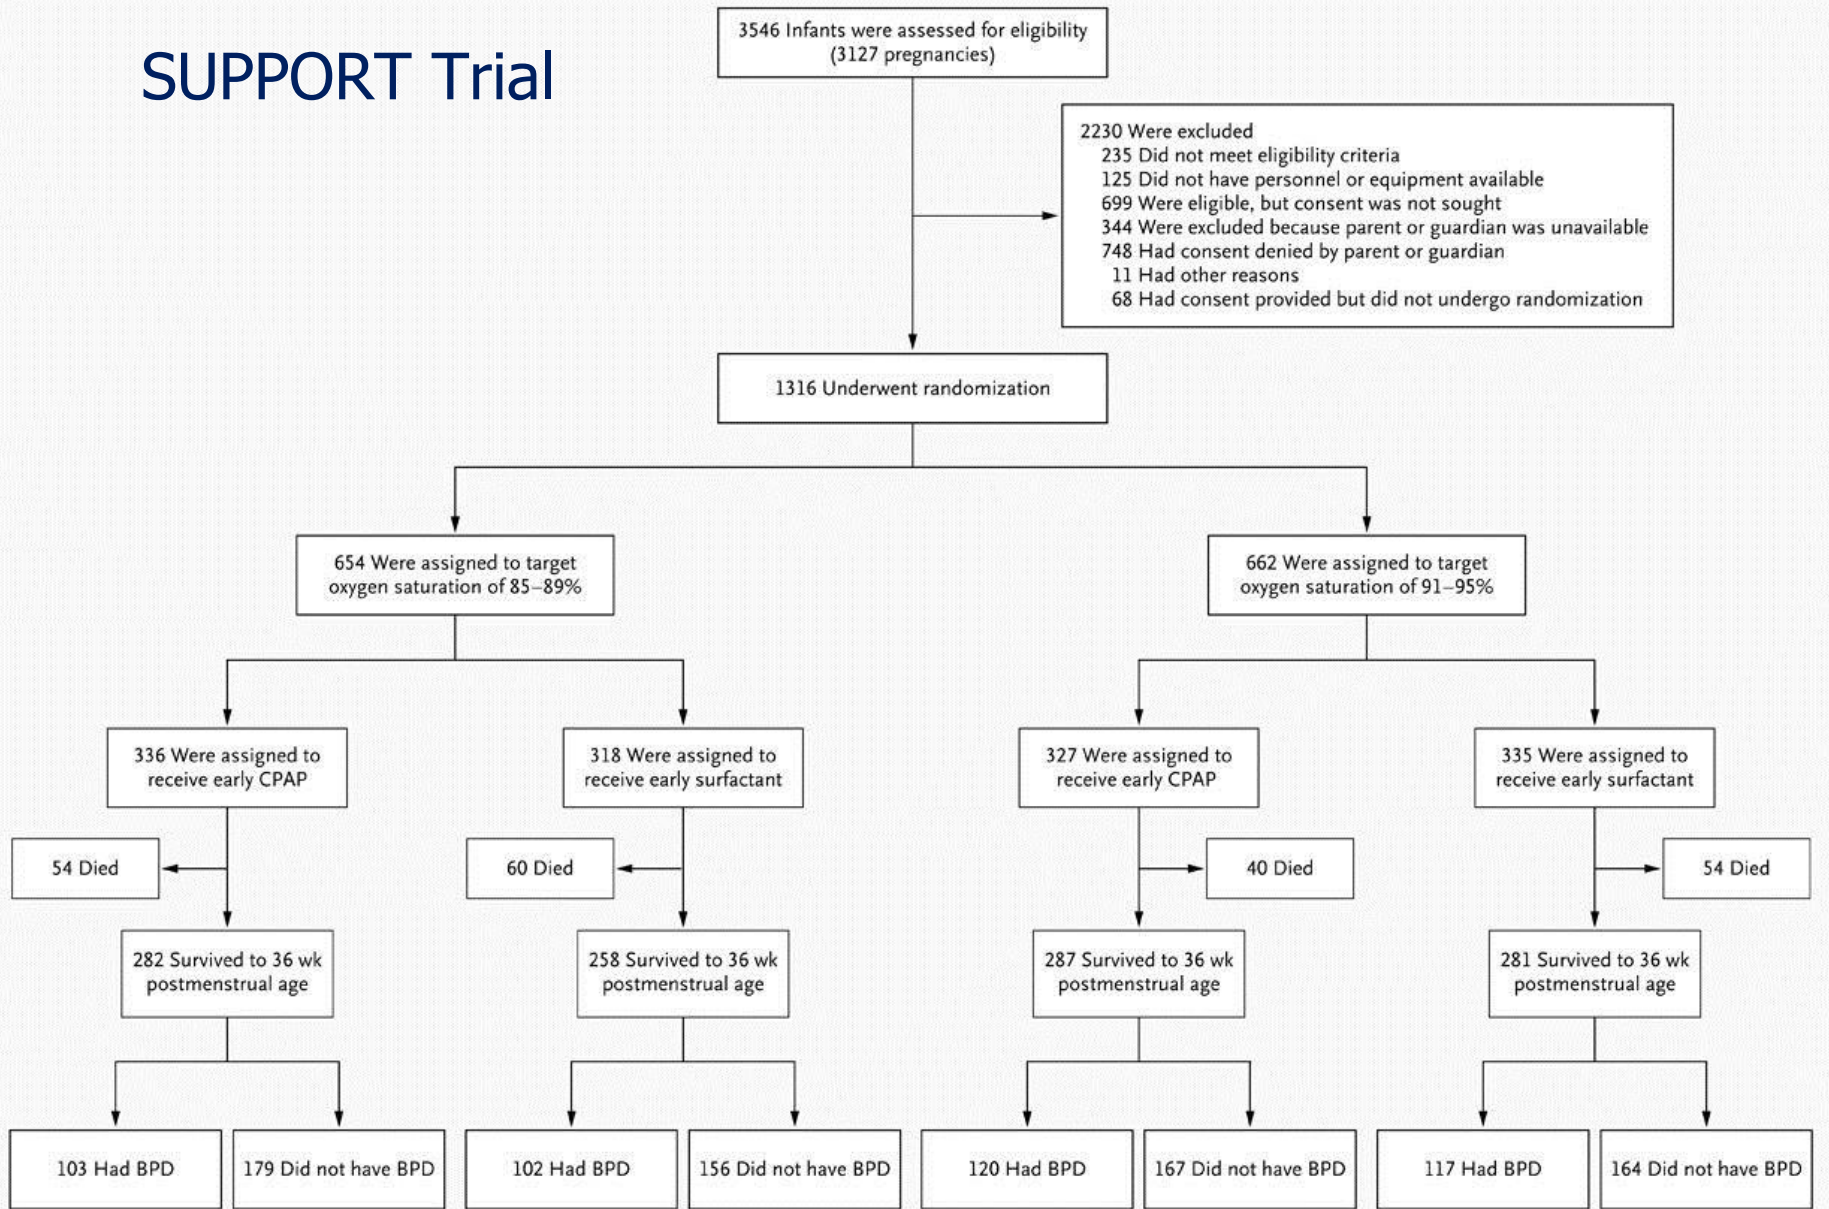 SUPPORT Trial
3546 Infants were assessed for eligibility
(3127 pregnancies)
2230 Were excluded
235 Did not meet eligibility criteria
125 Did not have personnel or equipment available
699 Were eligible, but consent was not sought
344 Were excluded because parent or guardian was unavailable
748 Had consent denied by parent or guardian
11 Had other reasons
68 Had consent provided but did not undergo randomization
1316 Underwent randomization
654 Were assigned to target
oxygen saturation of 85–89%
662 Were assigned to target
oxygen saturation of 91–95%
336 Were assigned to
receive early CPAP
318 Were assigned to
receive early surfactant
327 Were assigned to
receive early CPAP
335 Were assigned to
receive early surfactant
54 Died
60 Died
40 Died
54 Died
282 Survived to 36 wk
postmenstrual age
258 Survived to 36 wk
postmenstrual age
287 Survived to 36 wk
postmenstrual age
281 Survived to 36 wk
postmenstrual age
103 Had BPD
179 Did not have BPD
102 Had BPD
156 Did not have BPD
120 Had BPD
167 Did not have BPD
117 Had BPD
164 Did not have BPD